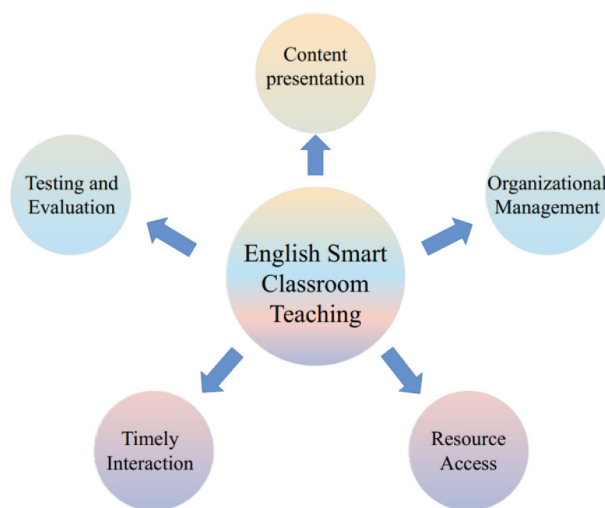 Content
presentation
Testing and
Evaluation
Organizational
Management
English Smart
Classroom
Teaching
Timely
Interaction
Resource
Access